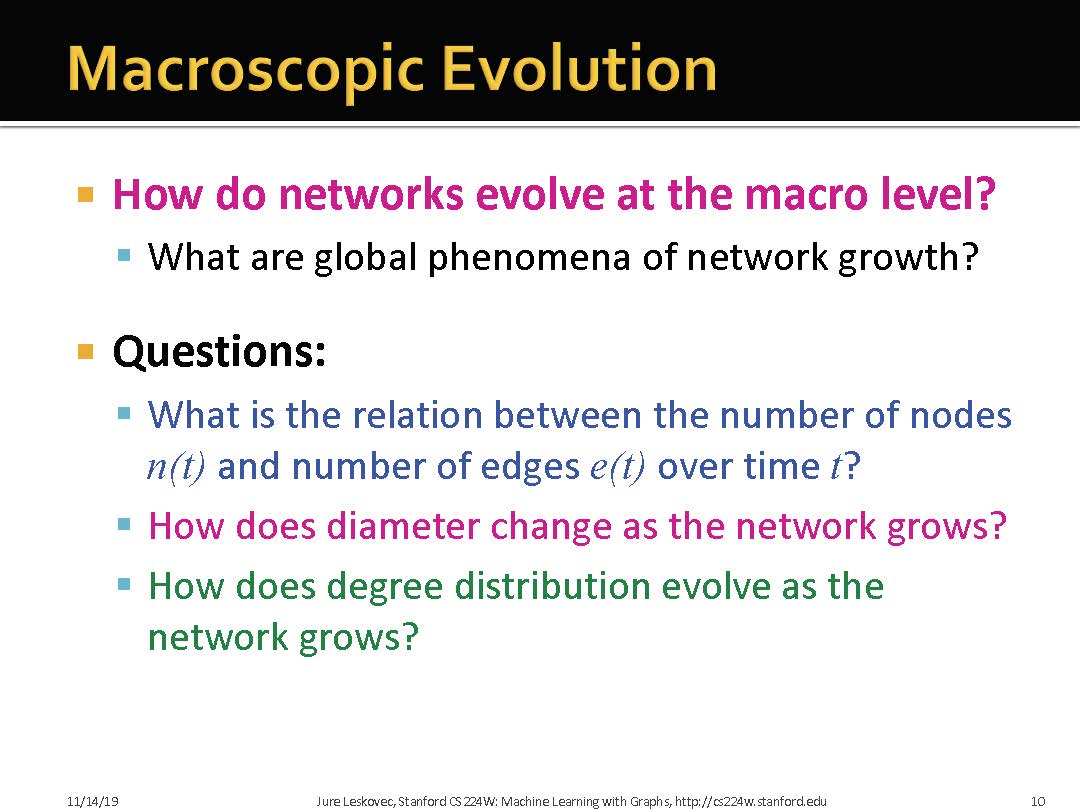 Macroscopic Evolution
How do networks evolve at the macro level?
What are global phenomena of network growth?
Questions:
What is the relation between the number of nodes
n(t) and number of edges e(t) over time t?
How does diameter change as the network grows?
How does degree distribution evolve as the
network grows?
11/14/19
Jure Leskovec, Stanford CS224W: Machine Learning with Graphs, http://cs224w.stanford.edu
10